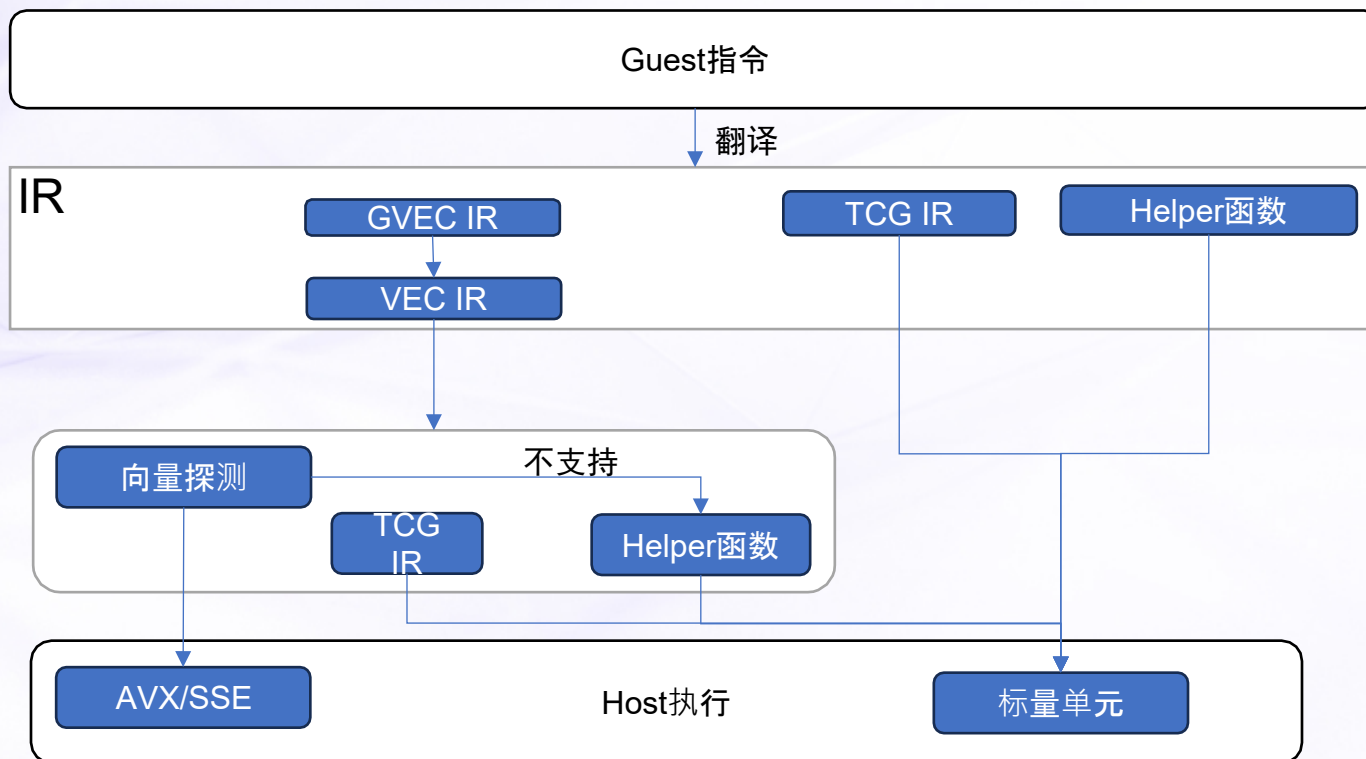 Guest指令
翻译
IR
GVEC IR
TCG IR
Helper函数
VEC IR
向量探测
不支持
TCG
IR
Helper函数
AVX/SSE
Host执行
标量单元